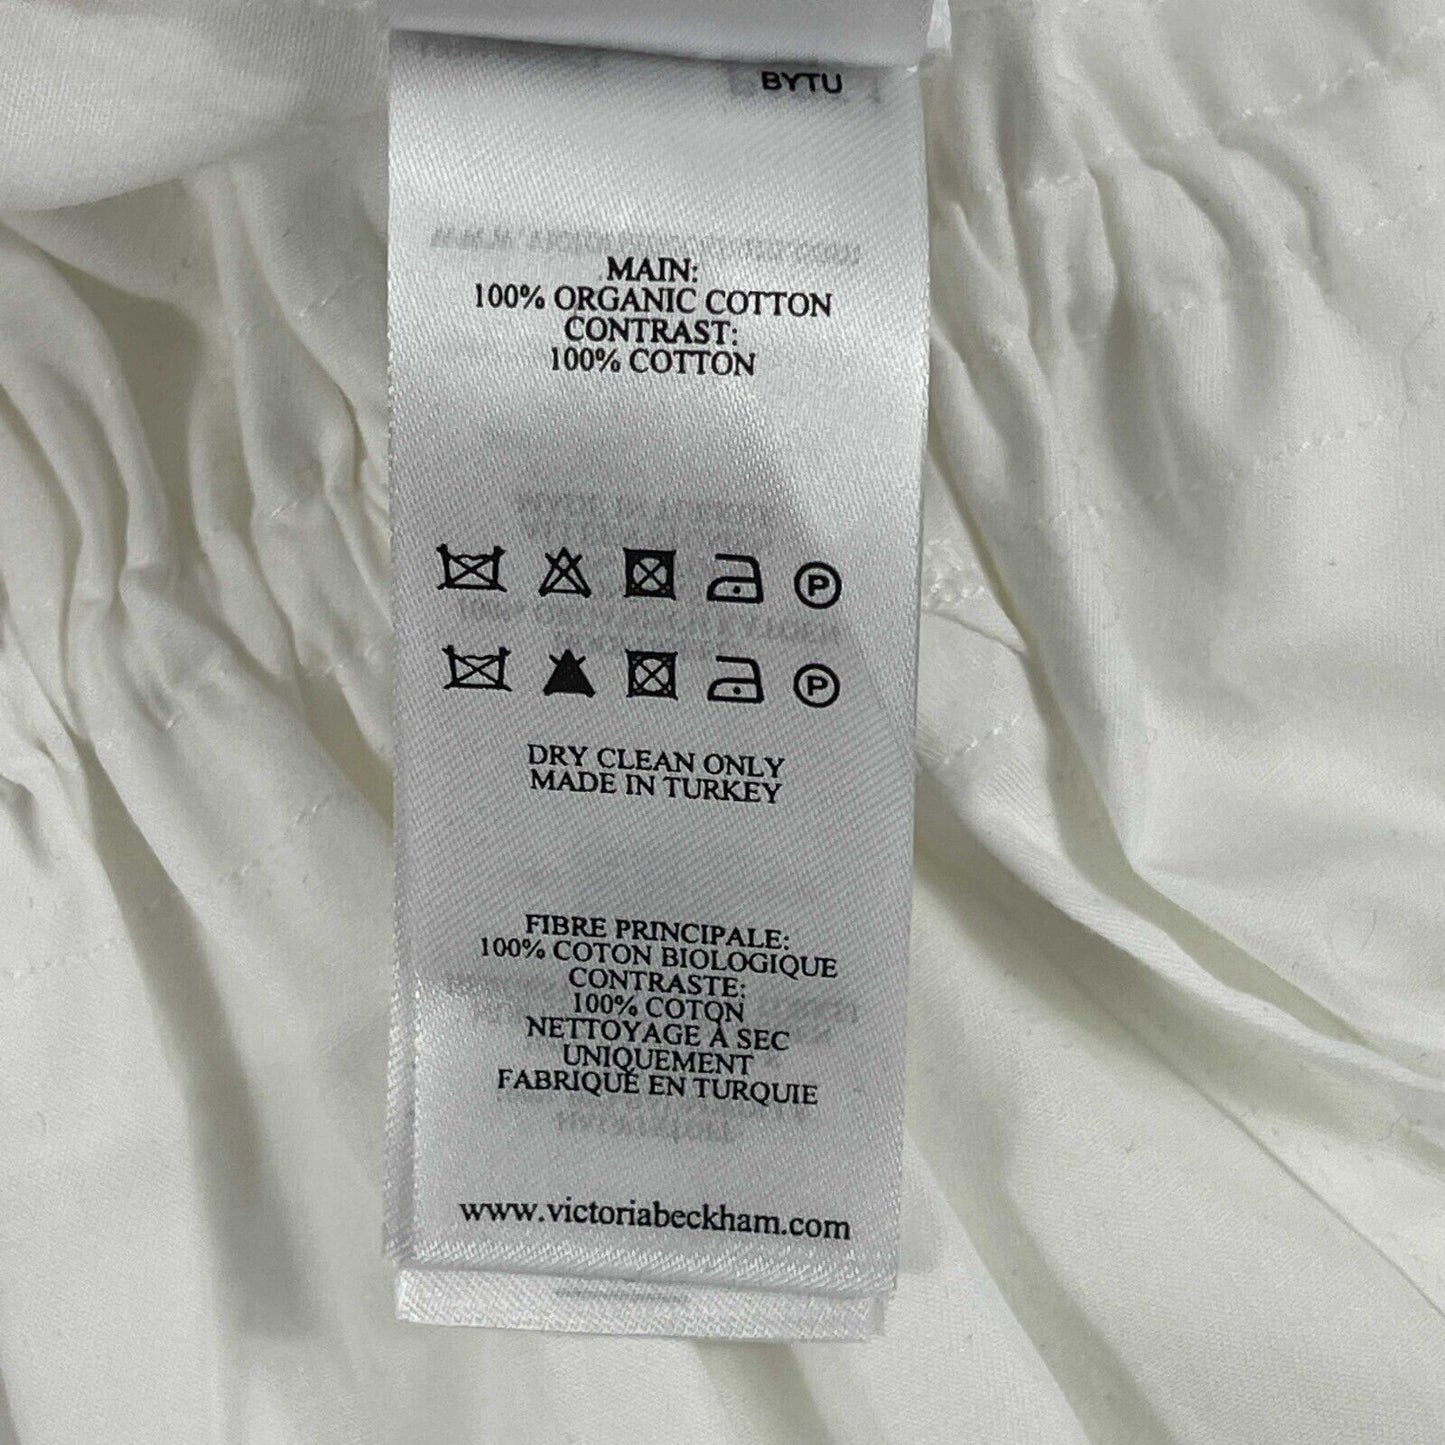 BYTU
MAIN:
100% ORGANIC COTTON
CONTRAST:
100% COTTON
P
P
DRY CLEAN ONLY
MADE IN TURKEY
FIBRE PRINCIPALE:
100% COTON BIOLOGIQUE
CONTRASTE:
100% COTON
NETTOYAGE À SEC
UNIQUEMENT
FABRIQUÉ EN TURQUIE
www.victoriabeckham.com